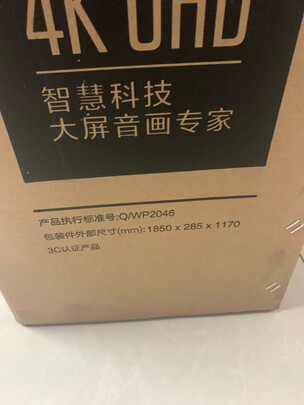 4K UHD
智慧科技
大屏音画专家
产品执行标准号:Q/WP2046
包装件外部尺寸(mm):1850 x 285 x 1170
3C认证产品